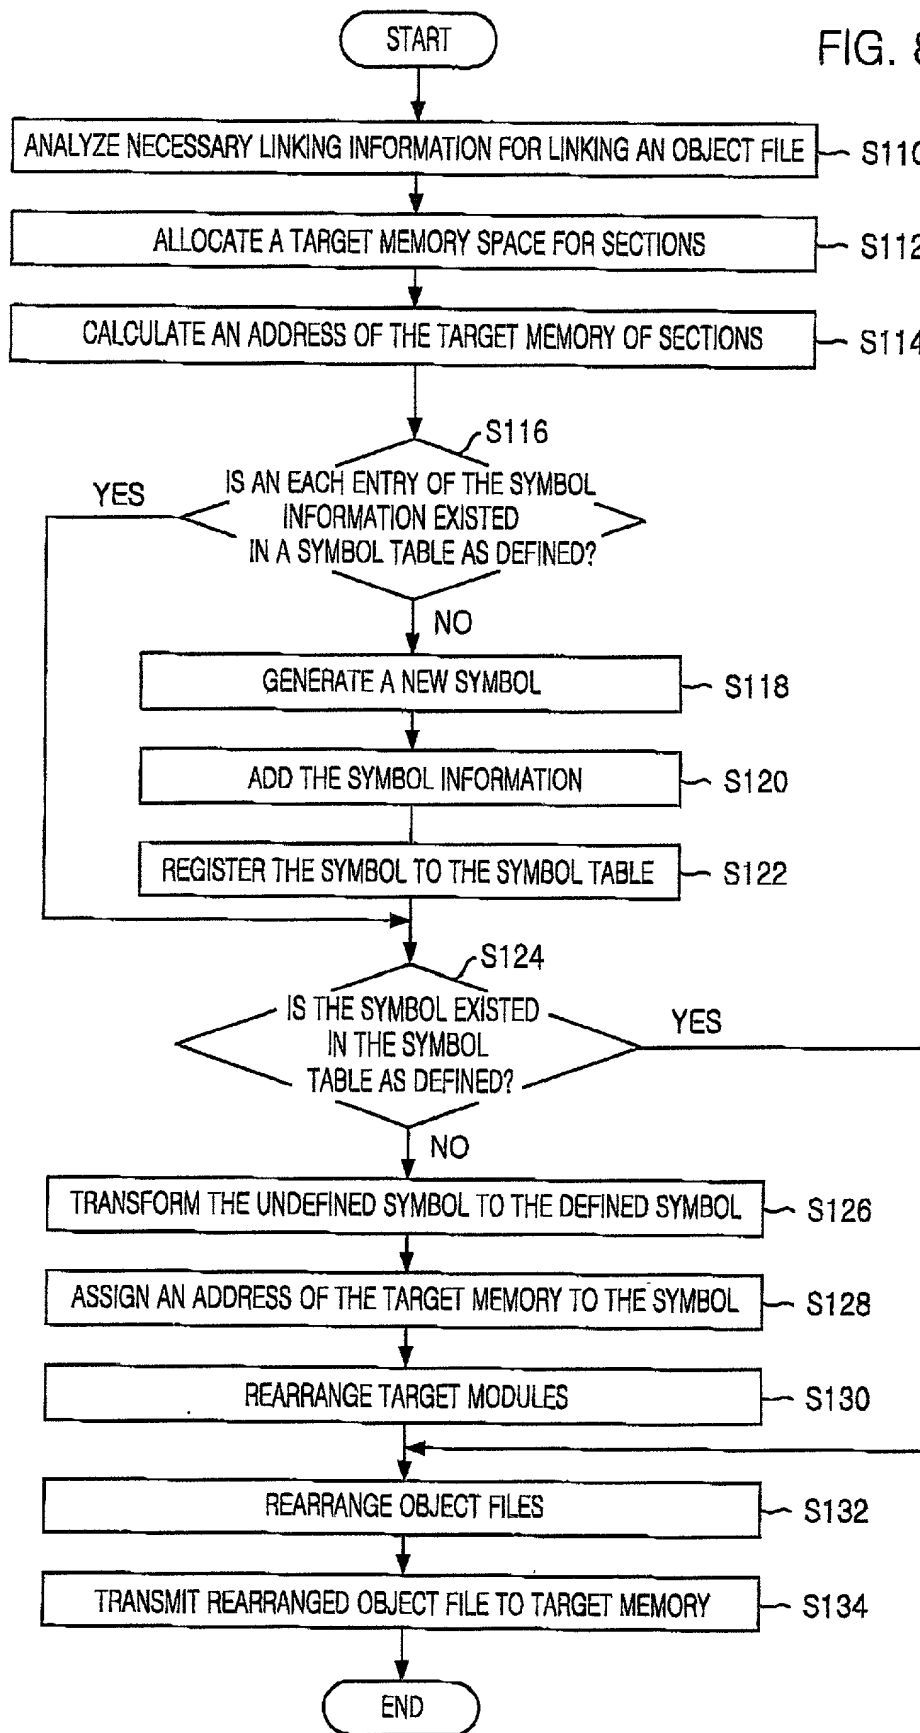 START
FIG. 8
ANALYZE NECESSARY LINKING INFORMATION FOR LINKING AN OBJECT FILE
S110
ALLOCATE A TARGET MEMORY SPACE FOR SECTIONS
S112
CALCULATE AN ADDRESS OF THE TARGET MEMORY OF SECTIONS
S114
S116
IS AN EACH ENTRY OF THE SYMBOL
INFORMATION EXISTED
IN A SYMBOL TABLE AS DEFINED?
YES
NO
GENERATE A NEW SYMBOL
S118
ADD THE SYMBOL INFORMATION
S120
REGISTER THE SYMBOL TO THE SYMBOL TABLE
S122
S124
IS THE SYMBOL EXISTED
IN THE SYMBOL
TABLE AS DEFINED?
YES
NO
TRANSFORM THE UNDEFINED SYMBOL TO THE DEFINED SYMBOL
S126
ASSIGN AN ADDRESS OF THE TARGET MEMORY TO THE SYMBOL
S128
REARRANGE TARGET MODULES
S130
REARRANGE OBJECT FILES
S132
TRANSMIT REARRANGED OBJECT FILE TO TARGET MEMORY
S134
END